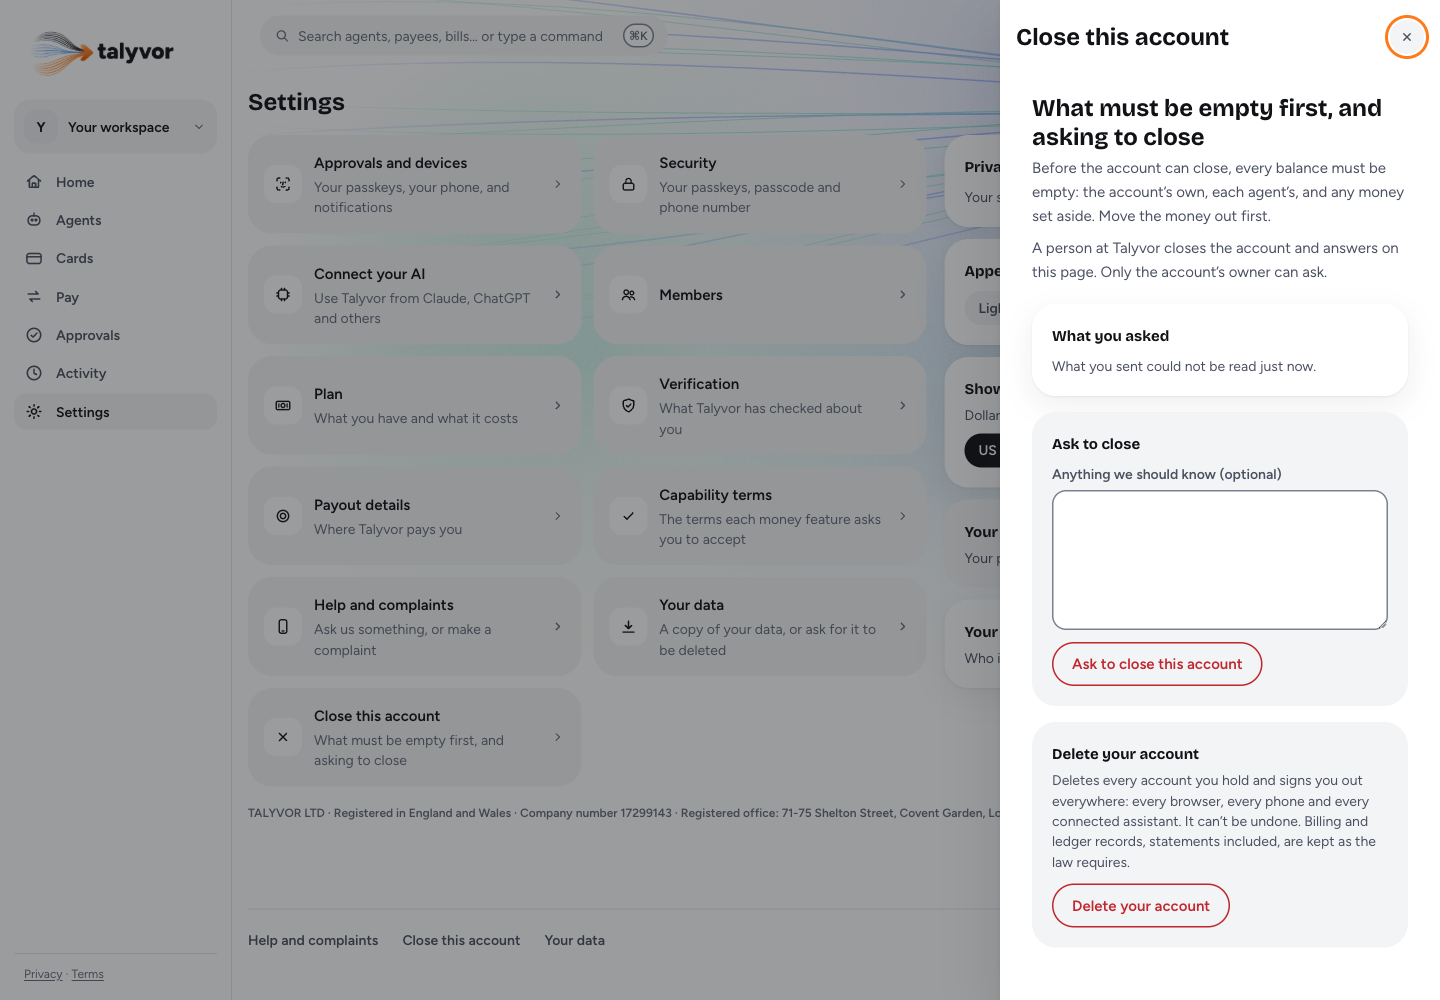 talyvor
Y
Your workspace
Home
Agents
Cards
Pay
Approvals
Activity
Settings
Privacy · Terms
Search agents, payees, bills... or type a command
⌘K
Settings
Approvals and devices
Your passkeys, your phone, and
notifications
Security
Your passkeys, passcode and
phone number
Connect your AI
Use Talyvor from Claude, ChatGPT
and others
Members
Plan
What you have and what it costs
Verification
What Talyvor has checked about
you
Payout details
Where Talyvor pays you
Capability terms
The terms each money feature asks
you to accept
Help and complaints
Ask us something, or make a
complaint
Your data
A copy of your data, or ask for it to
be deleted
Close this account
What must be empty first, and
asking to close
Your
US
Your
Your
Your
TALYVOR LTD · Registered in England and Wales · Company number 17299143 · Registered office: 71-75 Shelton Street, Covent Garden,
Help and complaints
Close this account
Your data
Close this account
What must be empty first, and
asking to close
Before the account can close, every balance must be
empty: the account’s own, each agent’s, and any money
set aside. Move the money out first.
A person at Talyvor closes the account and answers on
this page. Only the account’s owner can ask.
What you asked
What you sent could not be read just now.
Ask to close
Anything we should know (optional)
Ask to close this account
Delete your account
Deletes every account you hold and signs you out
everywhere: every browser, every phone and every
connected assistant. It can’t be undone. Billing and
ledger records, statements included, are kept as the
law requires.
Delete your account